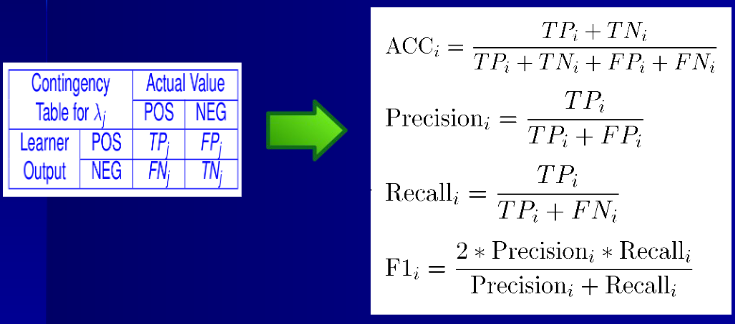 Contingency Table for λj
Actual Value
POS NEG
Learner Output
POS TPj FPj
NEG FNj TNj
ACCi = (TPi + TNi) / (TPi + TNi + FPi + FNi)
Precisioni = TPi / (TPi + FPi)
Recalli = TPi / (TPi + FNi)
F1i = (2 * Precisioni * Recalli) / (Precisioni + Recalli)